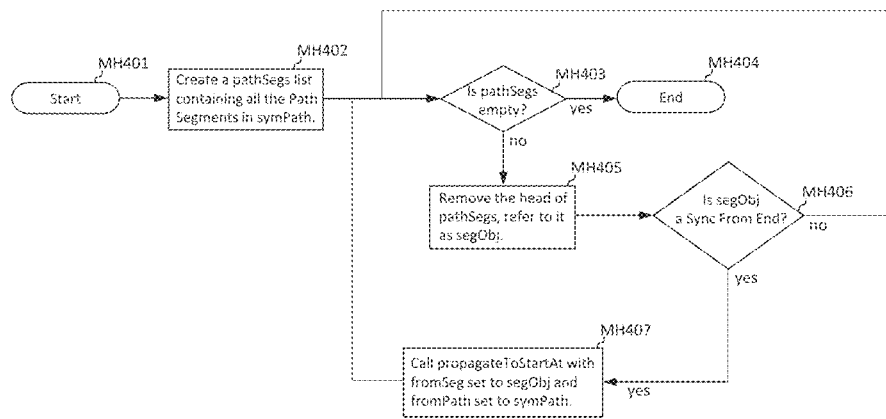 MH401
Start
MH402
Create a pathSegs list
containing all the Path
Segments in symPath.
MH403
Is pathSegs
empty?
yes
no
MH404
End
MH405
Remove the head of
pathSegs, refer to it
as segObj.
MH406
Is segObj
a Sync From End?
no
yes
MH407
Call propagateToStartAt with
fromSeg set to segObj and
fromPath set to symPath.
yes